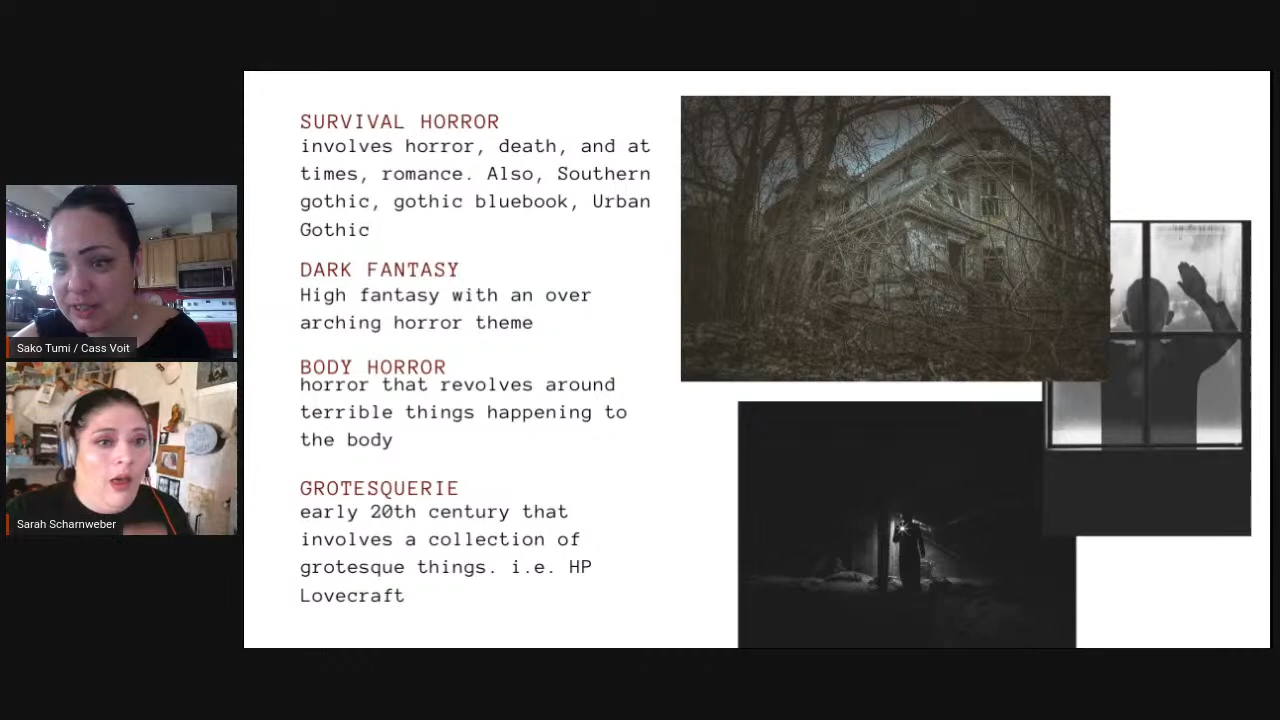 SURVIVAL HORROR
involves horror, death, and at
times, romance. Also, Southern
gothic, gothic bluebook, Urban
Gothic
DARK FANTASY
High fantasy with an over
arching horror theme
BODY HORROR
horror that revolves around
terrible things happening to
the body
GROTESQUERIE
early 20th century that
involves a collection of
grotesque things. i.e. HP
Lovecraft
Sako Tumi / Cass Voit
Sarah Scharnweber